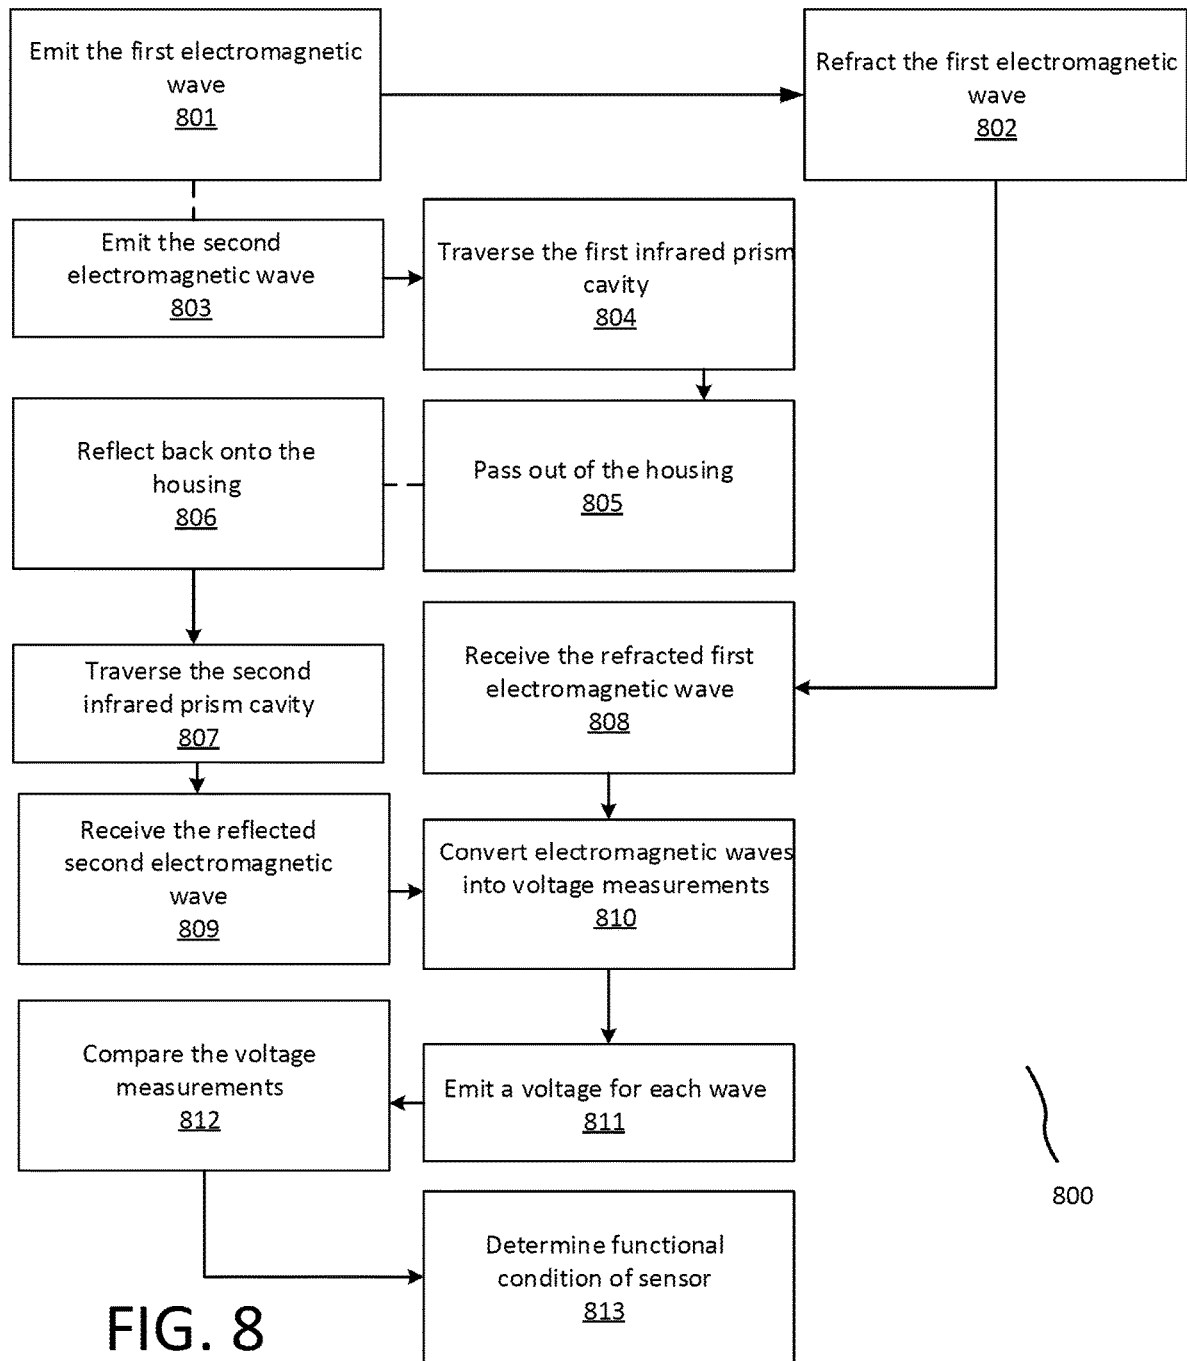 Emit the first electromagnetic
wave
801
Refract the first electromagnetic
wave
802
Emit the second
electromagnetic wave
803
Traverse the first infrared prism
cavity
804
Pass out of the housing
805
Reflect back onto the
housing
806
Traverse the second
infrared prism cavity
807
Receive the refracted first
electromagnetic wave
808
Receive the reflected
second electromagnetic
wave
809
Convert electromagnetic waves
into voltage measurements
810
Emit a voltage for each wave
811
Compare the voltage
measurements
812
Determine functional
condition of sensor
813
800
FIG. 8